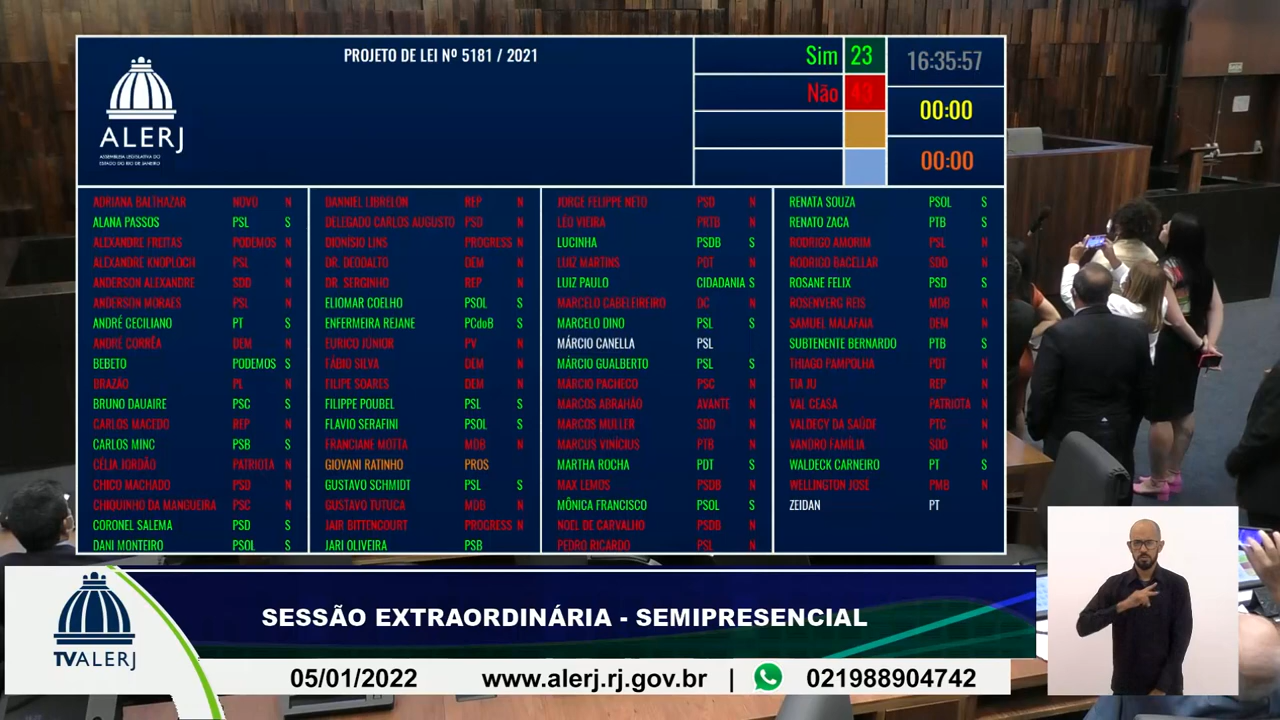 PROJETO DE LEI Nº 5181 / 2021
Sim 23
Não 43
16:35:57
00:00
00:00
ALERJ
ASSEMBLEIA LEGISLATIVA DO
ESTADO DO RIO DE JANEIRO
ADRIANA BALTHAZAR NOVO N
ALANA PASSOS PSL S
ALEXANDRE FREITAS PODEMOS N
ALEXANDRE KNOPLOCH PSL N
ANDERSON ALEXANDRE SDD N
ANDERSON MORAES PSL N
ANDRÉ CECILIANO PT S
ANDRÉ CORRÊA DEM N
BEBETO PODEMOS S
BRAZÃO PL N
BRUNO DAUAIRE PSC S
CARLOS MACEDO REP N
CARLOS MINC PSB S
CÉLIA JORDÃO PATRIOTA N
CHICO MACHADO PSD N
CHIQUINHO DA MANGUEIRA PSC N
CORONEL SALEMA PSD S
DANI MONTEIRO PSOL S
DANNIEL LIBRELON REP N
DELEGADO CARLOS AUGUSTO PSD N
DIONÍSIO LINS PROGRESS N
DR. DEODALTO DEM N
DR. SERGINHO REP N
ELIOMAR COELHO PSOL S
ENFERMEIRA REJANE PCdoB S
EURICO JUNIOR PV N
FÁBIO SILVA DEM N
FILIPE SOARES DEM N
FILIPPE POUBEL PSL S
FLAVIO SERAFINI PSOL S
FRANCIANE MOTTA MDB N
GIOVANI RATINHO PROS
GUSTAVO SCHMIDT PSL S
GUSTAVO TUTUCA MDB N
JAIR BITTENCOURT PROGRESS N
JARI OLIVEIRA PSB
JORGE FELIPPE NETO PSD N
LÉO VIEIRA PRTB N
LUCINHA PSDB S
LUIZ MARTINS PDT N
LUIZ PAULO CIDADANIA S
MARCELO CABELEIREIRO DC N
MARCELO DINO PSL S
MÁRCIO CANELLA PSL
MÁRCIO GUALBERTO PSL S
MÁRCIO PACHECO PSC N
MARCOS ABRAHÃO AVANTE N
MARCOS MULLER SDD N
MARCUS VINÍCIUS PTB N
MARTHA ROCHA PDT S
MAX LEMOS PSDB N
MÔNICA FRANCISCO PSOL S
NOEL DE CARVALHO PSDB N
PEDRO RICARDO PSL N
RENATA SOUZA PSOL S
RENATO ZACA PTB S
RODRIGO AMORIM PSL N
RODRIGO BACELLAR SDD N
ROSANE FELIX PSD S
ROSENVERG REIS MDB N
SAMUEL MALAFAIA DEM N
SUBTENENTE BERNARDO PTB S
THIAGO PAMPOLHA PDT N
TIA JU REP N
VAL CEASA PATRIOTA N
VALDECY DA SAÚDE PTC N
VANDRO FAMÍLIA SDD N
WALDECK CARNEIRO PT S
WELLINGTON JOSÉ PMB N
ZEIDAN PT
SESSÃO EXTRAORDINÁRIA - SEMIPRESENCIAL
TVALERJ
05/01/2022 www.alerj.rj.gov.br | 021988904742